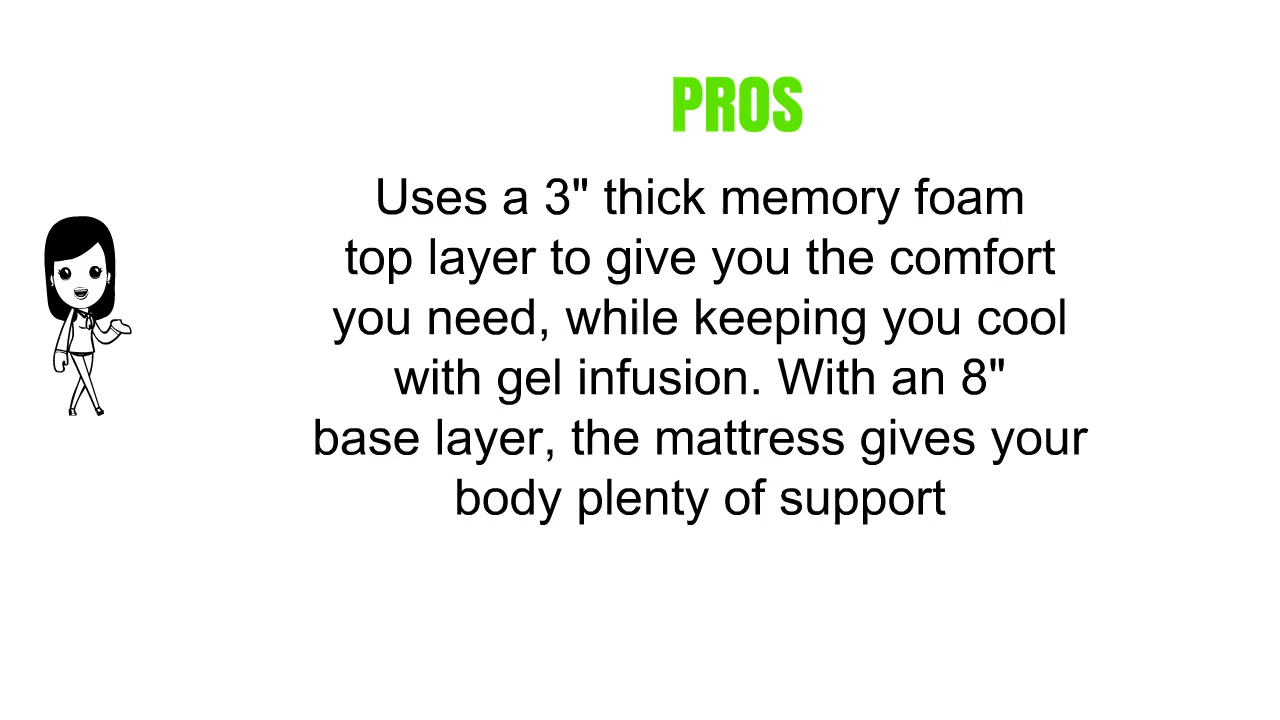 PROS
Uses a 3" thick memory foam
top layer to give you the comfort
you need, while keeping you cool
with gel infusion. With an 8"
base layer, the mattress gives your
body plenty of support